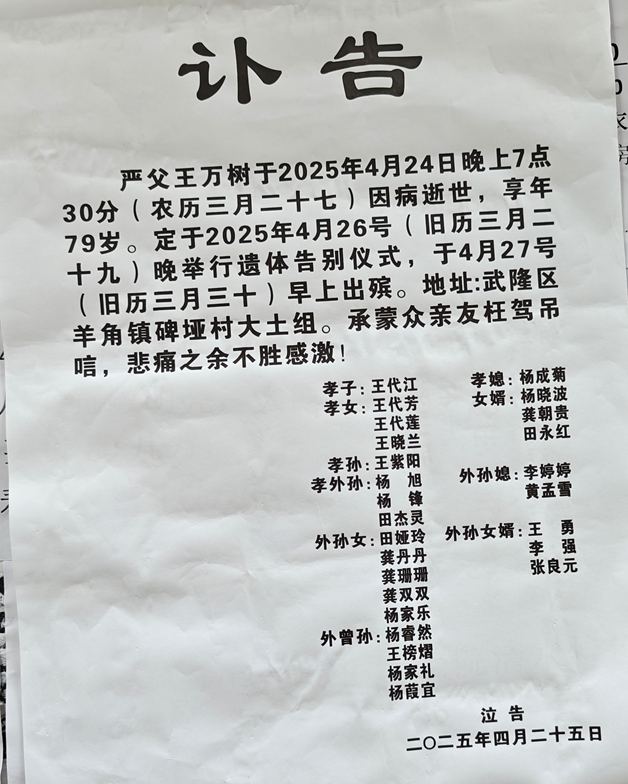 讣告
严父王万树于2025年4月24日晚上7点
30分（农历三月二十七）因病逝世，享年
79岁。定于2025年4月26号（旧历三月二
十九）晚举行遗体告别仪式，于4月27号
（旧历三月三十）早上出殡。地址:武隆区
羊角镇碑垭村大土组。承蒙众亲友枉驾吊
唁，悲痛之余不胜感激！
孝子：王代江 孝媳：杨成菊
孝女：王代芳 女婿：杨晓波
王代莲 龚朝贵
王晓兰 田永红
孝孙：王紫阳
孝外孙：杨 旭 外孙媳：李婷婷
杨 锋 黄孟雪
田杰灵
外孙女：田娅玲 外孙女婿：王 勇
龚丹丹 李 强
龚珊珊 张良元
龚双双
杨家乐
外曾孙：杨睿然
王榜熠
杨家礼
杨葭宜
泣告
二〇二五年四月二十五日